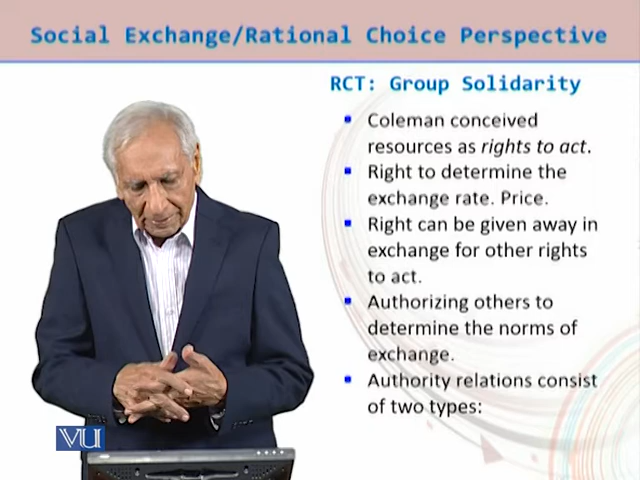 Social Exchange/Rational Choice Perspective
RCT: Group Solidarity
Coleman conceived
resources as rights to act.
Right to determine the
exchange rate. Price.
Right can be given away in
exchange for other rights
to act.
Authorizing others to
determine the norms of
exchange.
Authority relations consist
of two types:
VU